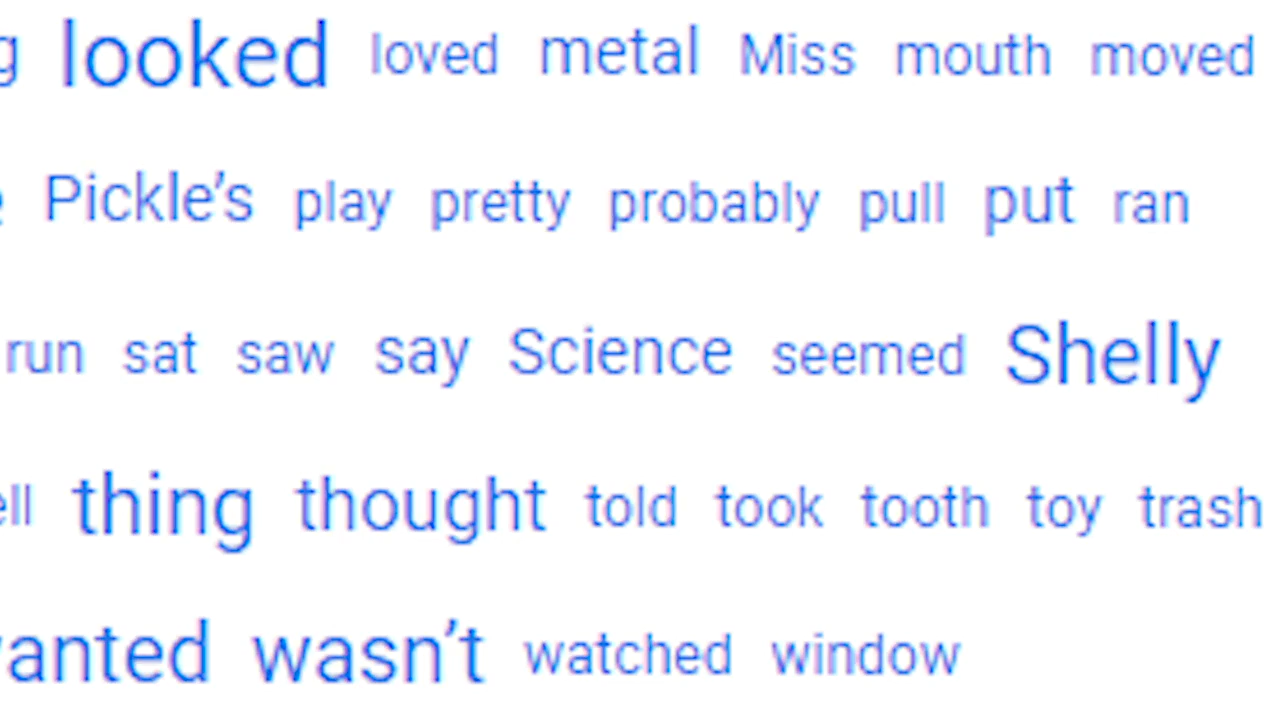 looked loved metal Miss mouth moved
Pickle’s play pretty probably pull put ran
run sat saw say Science seemed Shelly
thing thought told took tooth toy trash
wasn’t watched window